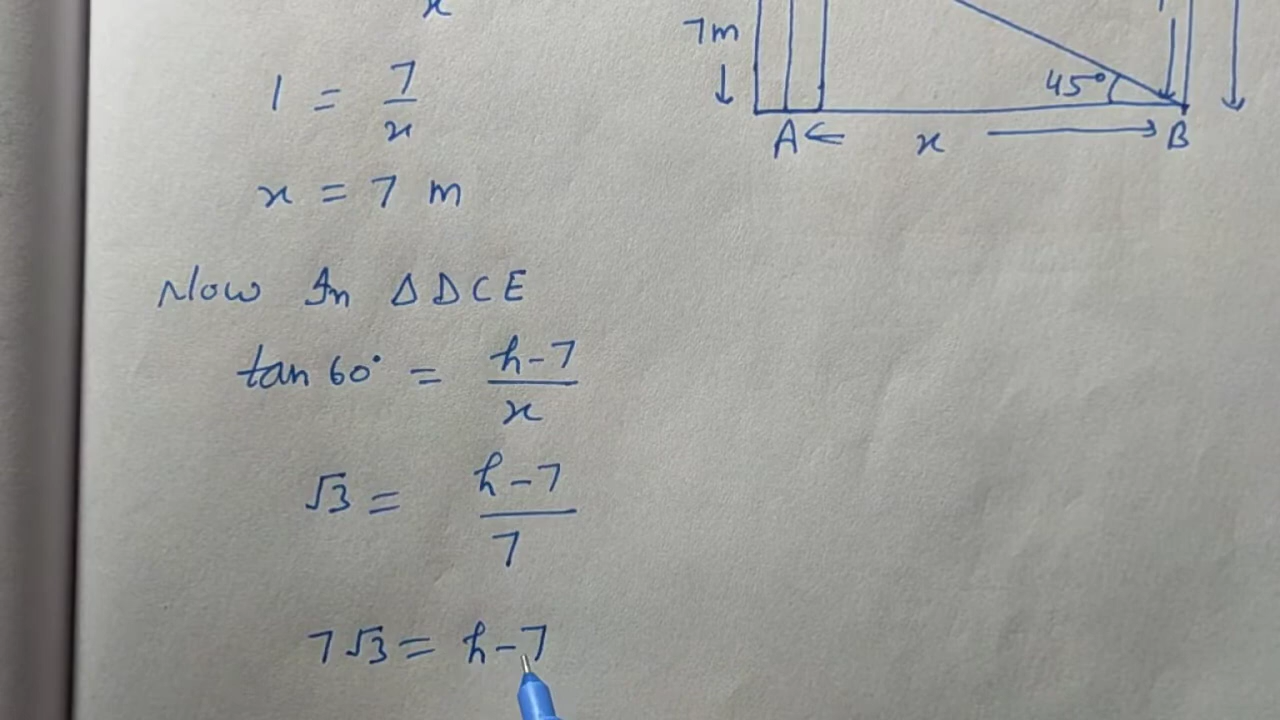 x
1 = 7/x
x = 7 m
Now In Δ DCE
tan 60° = h-7/x
√3 = h-7/7
7√3 = h-7
7m
45°
A ← x → B